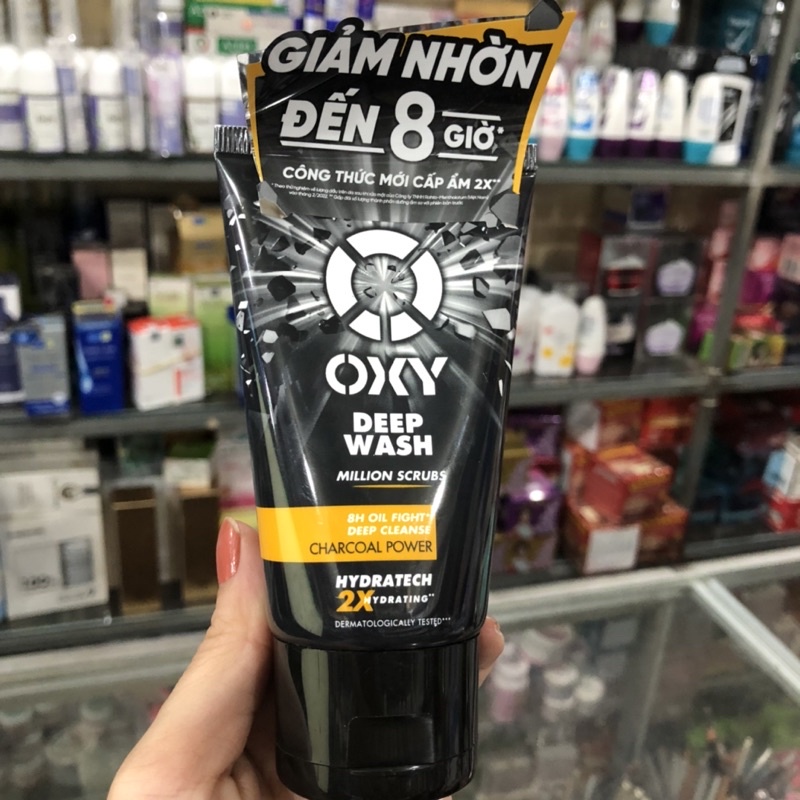 GIẢM NHỜN
ĐẾN 8 GIỜ*
CÔNG THỨC MỚI CẤP ẨM 2X**
OXY
DEEP
WASH
MILLION SCRUBS
8H OIL FIGHT*
DEEP CLEANSE
CHARCOAL POWER
HYDRATECH
2X HYDRATING**
DERMATOLOGICALLY TESTED***